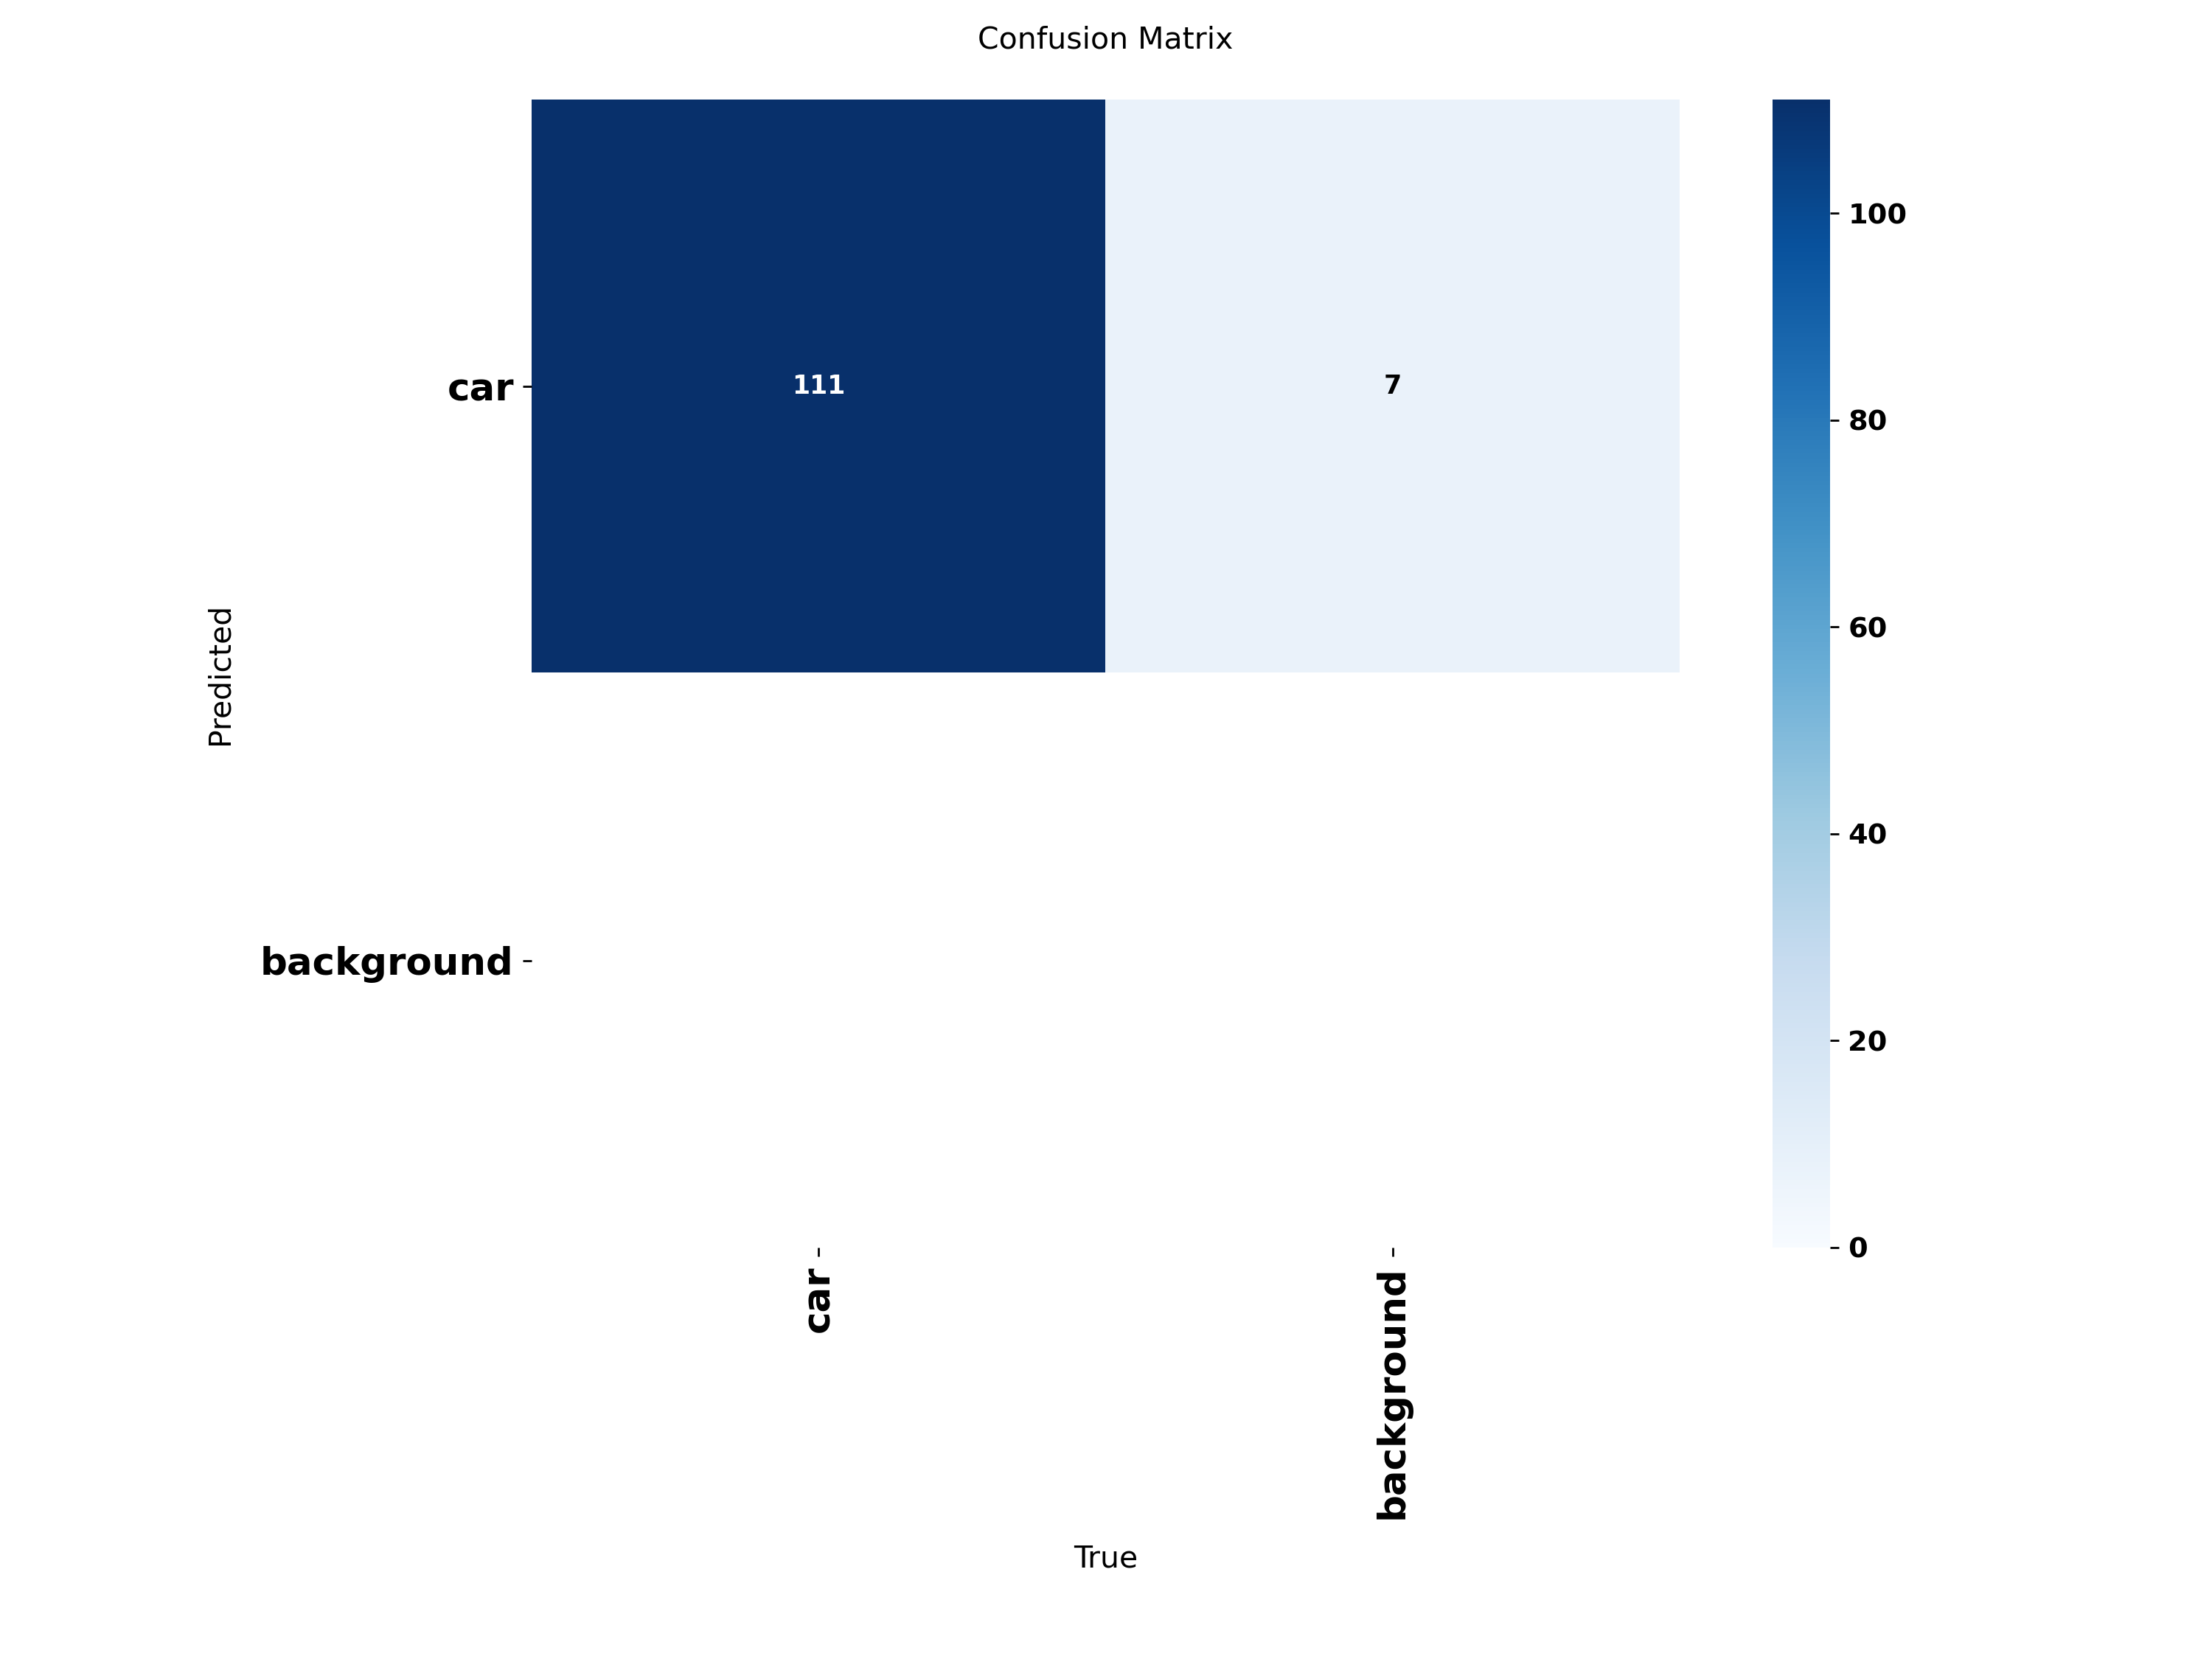 Confusion Matrix
car
111
7
100
80
60
40
20
0
Predicted
background
car
background
True